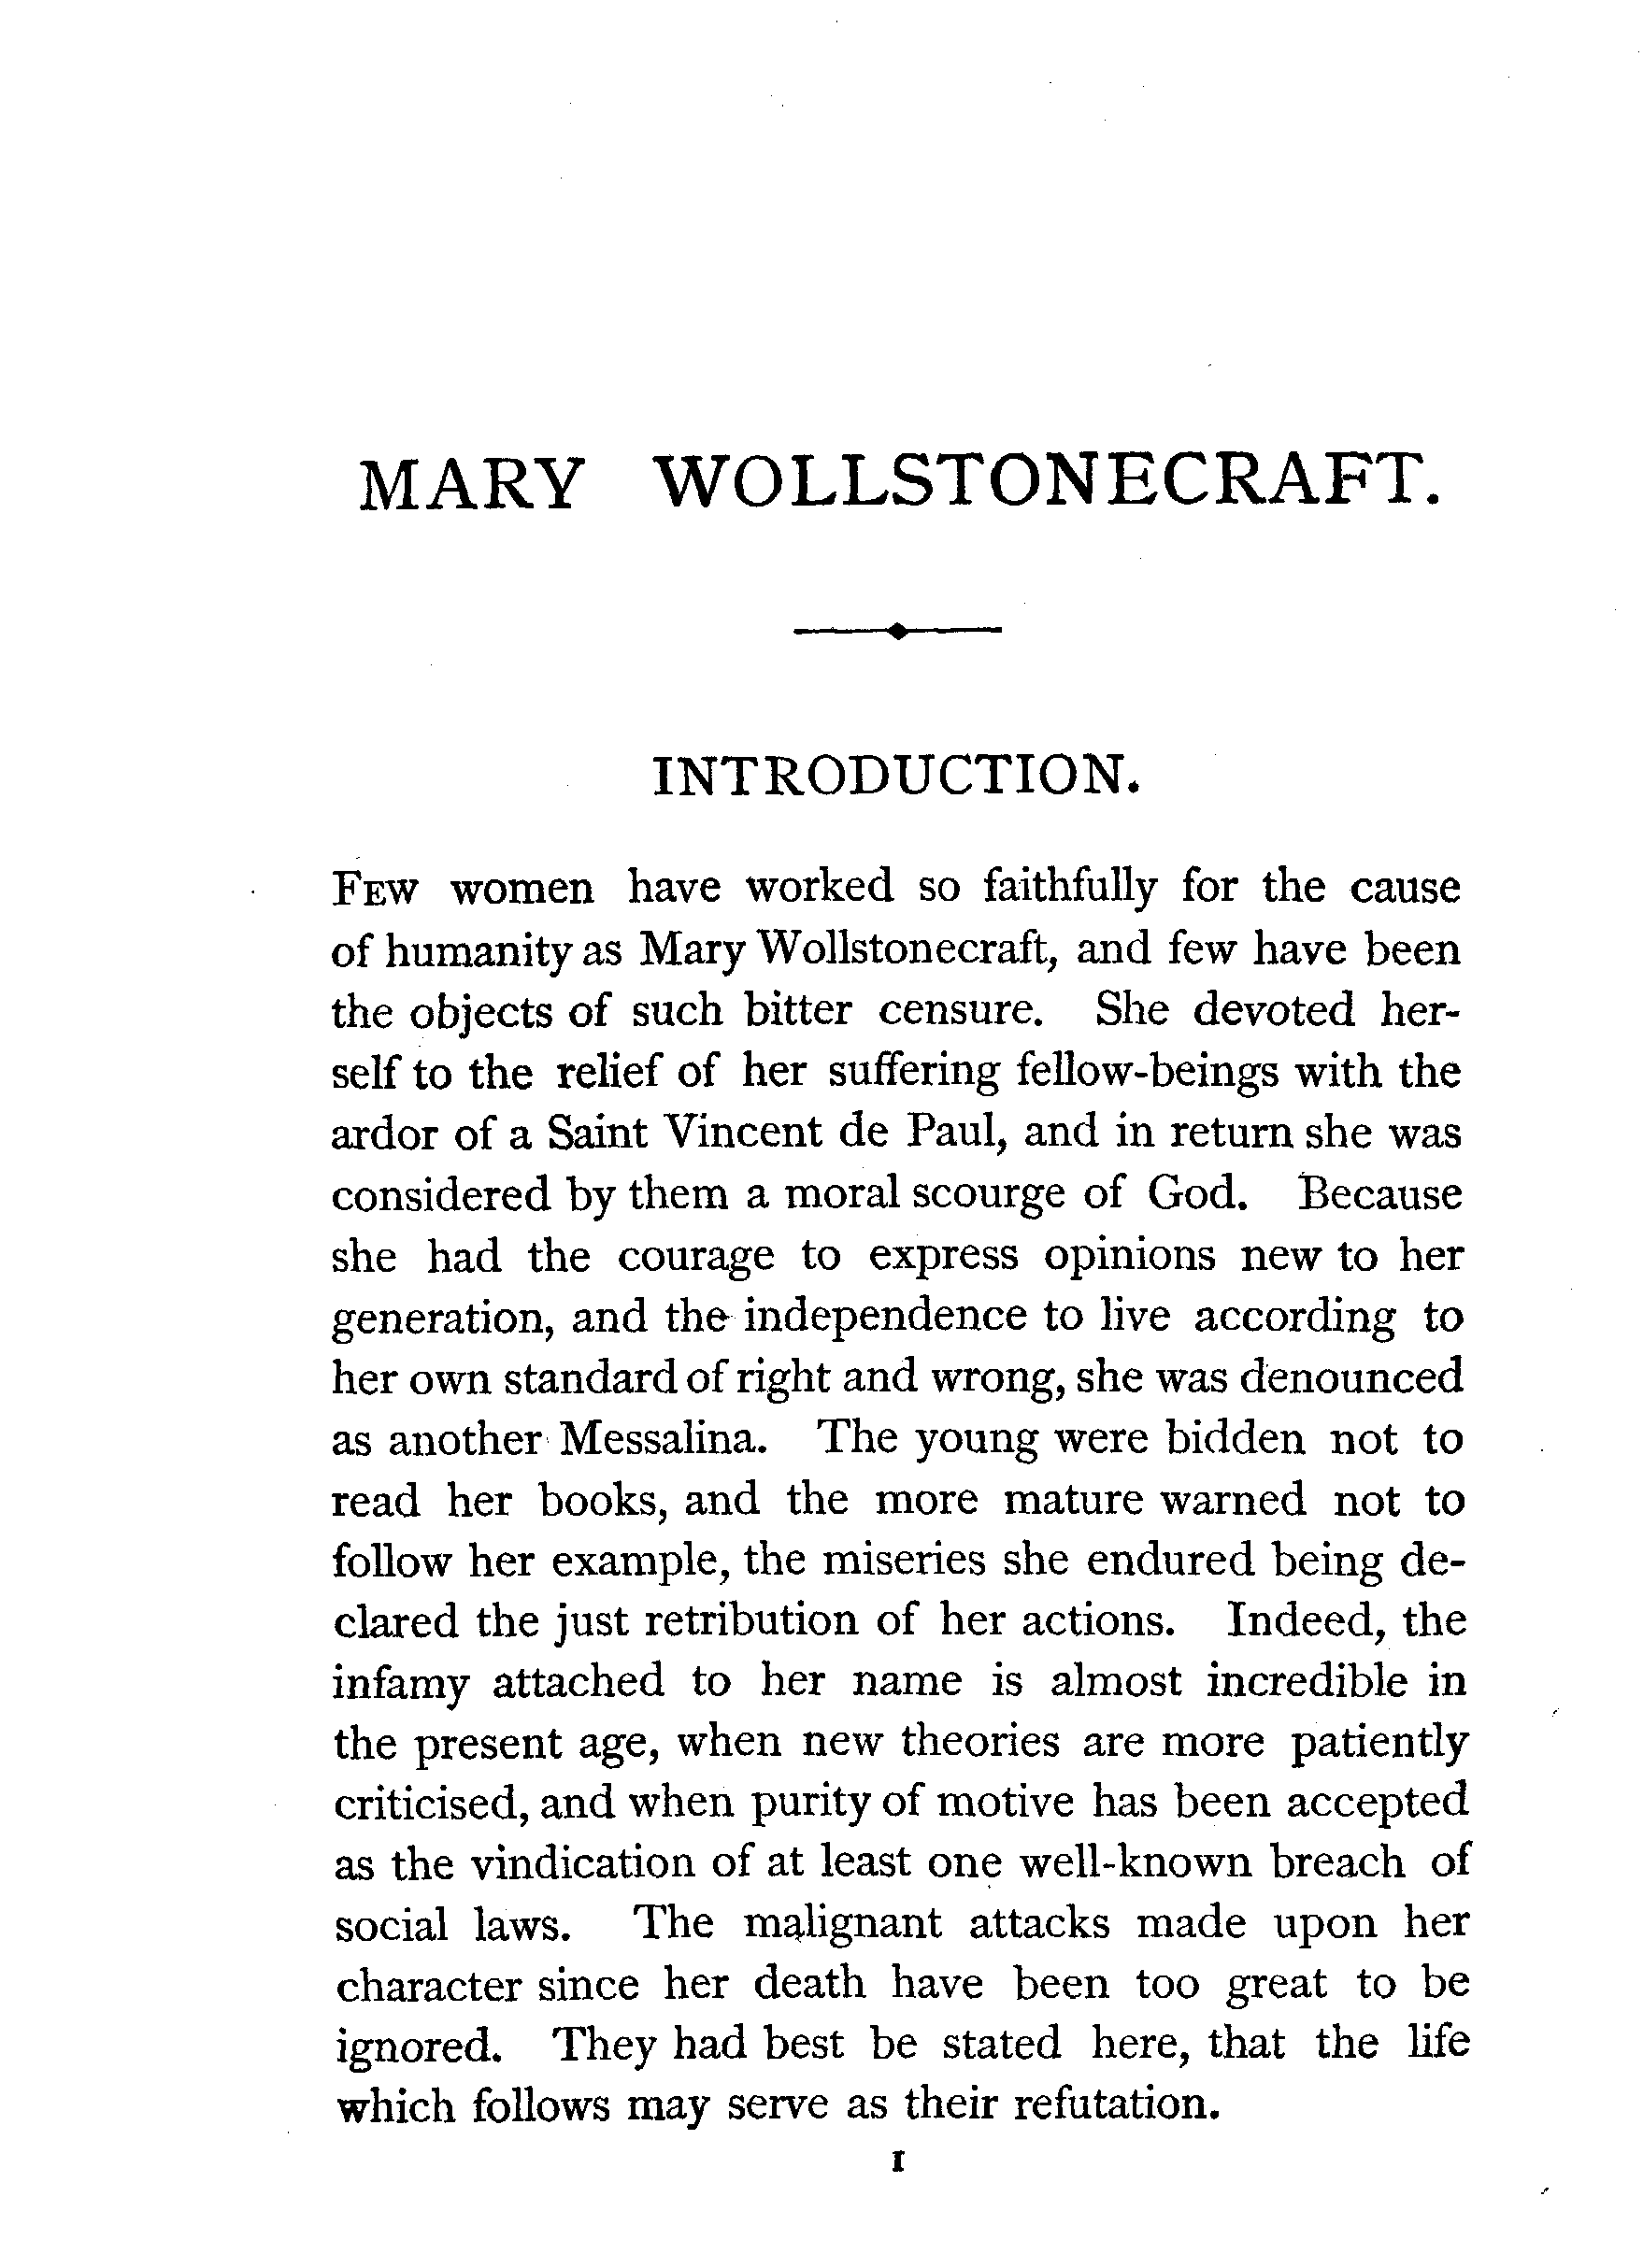 MARY WOLLSTONECRAFT.
INTRODUCTION.
FEW women have worked so faithfully for the cause
of humanity as Mary Wollstonecraft, and few have been
the objects of such bitter censure. She devoted her-
self to the relief of her suffering fellow-beings with the
ardor of a Saint Vincent de Paul, and in return she was
considered by them a moral scourge of God. Because
she had the courage to express opinions new to her
generation, and the independence to live according to
her own standard of right and wrong, she was denounced
as another Messalina. The young were bidden not to
read her books, and the more mature warned not to
follow her example, the miseries she endured being de-
clared the just retribution of her actions. Indeed, the
infamy attached to her name is almost incredible in
the present age, when new theories are more patiently
criticised, and when purity of motive has been accepted
as the vindication of at least one well-known breach of
social laws. The malignant attacks made upon her
character since her death have been too great to be
ignored. They had best be stated here, that the life
which follows may serve as their refutation.
I